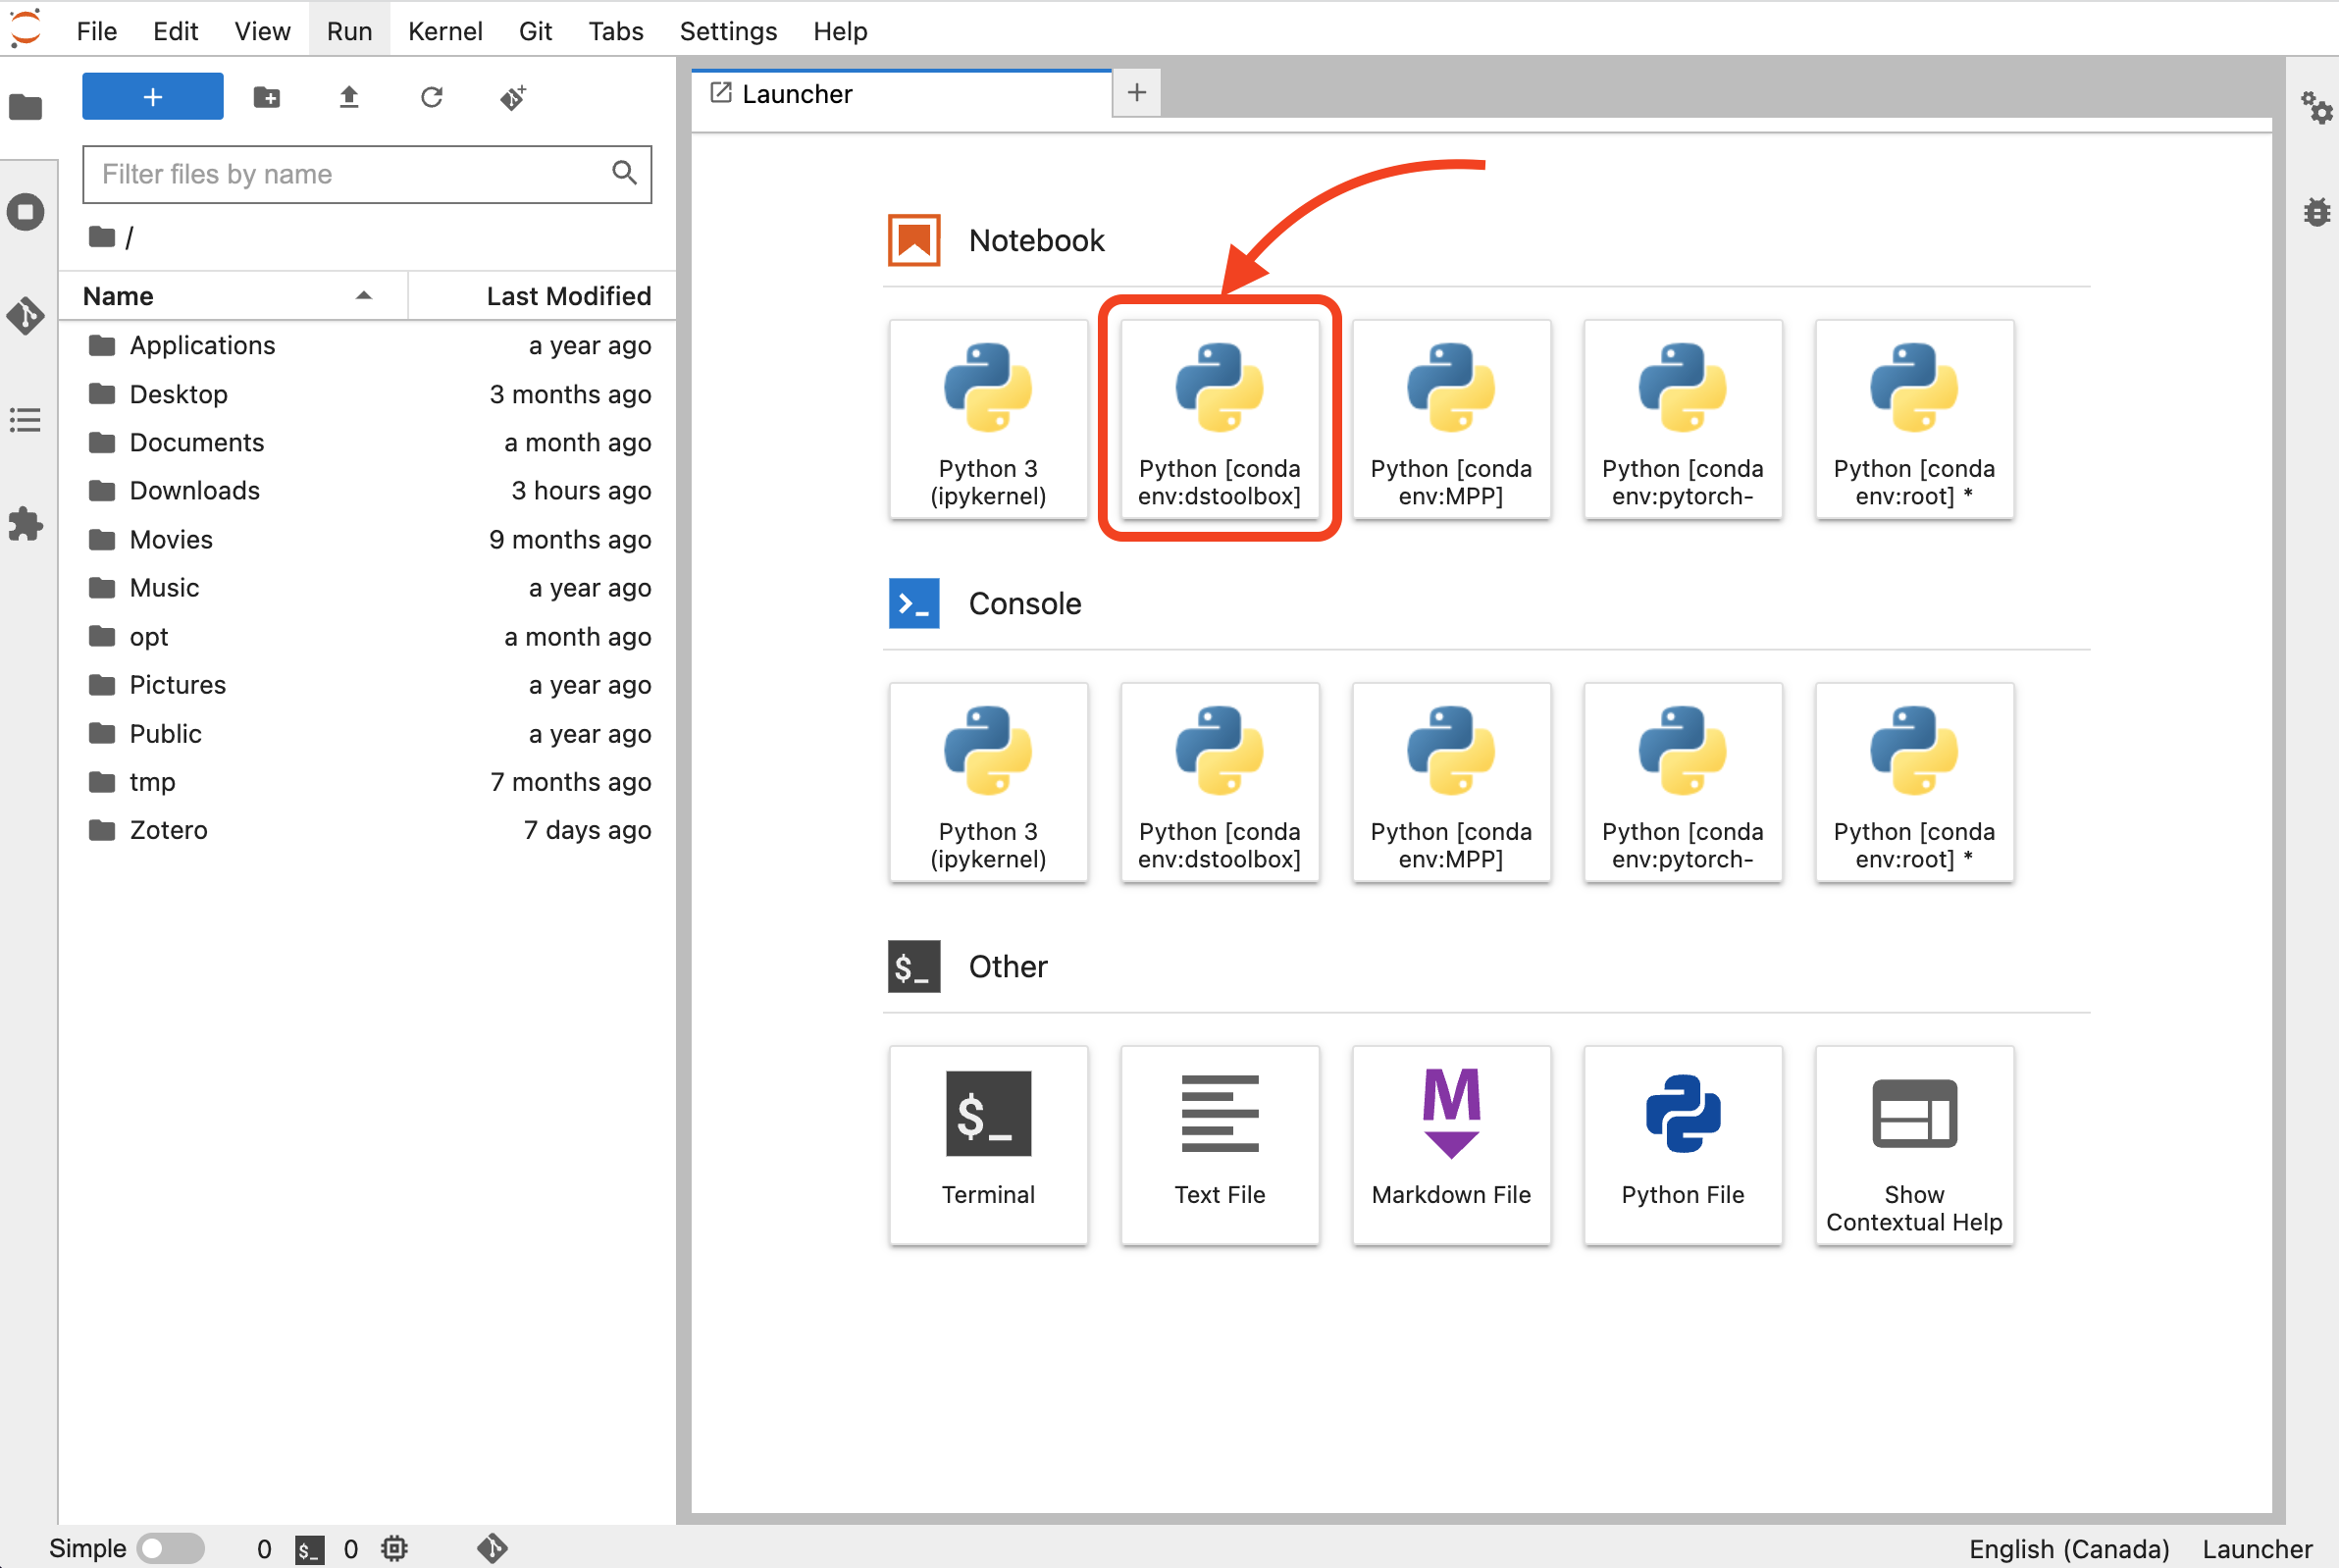 File Edit View Run Kernel Git Tabs Settings Help
Launcher
Filter files by name
/
Name Last Modified
Applications a year ago
Desktop 3 months ago
Documents a month ago
Downloads 3 hours ago
Movies 9 months ago
Music a year ago
opt a month ago
Pictures a year ago
Public a year ago
tmp 7 months ago
Zotero 7 days ago
Notebook
Python 3
(ipykernel)
Python [conda
env:dstoolbox]
Python [conda
env:MPP]
Python [conda
env:pytorch-
Python [conda
env:root] *
>_ Console
Python 3
(ipykernel)
Python [conda
env:dstoolbox]
Python [conda
env:MPP]
Python [conda
env:pytorch-
Python [conda
env:root] *
$_ Other
$_
Terminal
Text File
M
Markdown File
Python File
Show
Contextual Help
Simple 0 $_ 0 English (Canada) Launcher